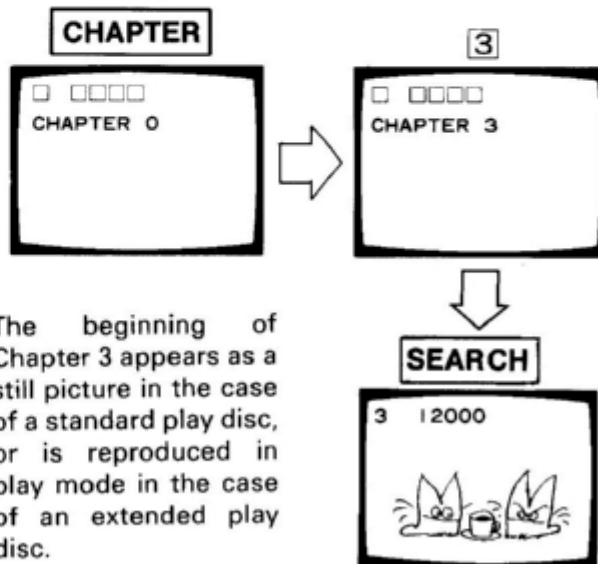 CHAPTER
3
CHAPTER 0
CHAPTER 3
The beginning of
Chapter 3 appears as a
still picture in the case
of a standard play disc,
or is reproduced in
play mode in the case
of an extended play
disc.
SEARCH
3 12000